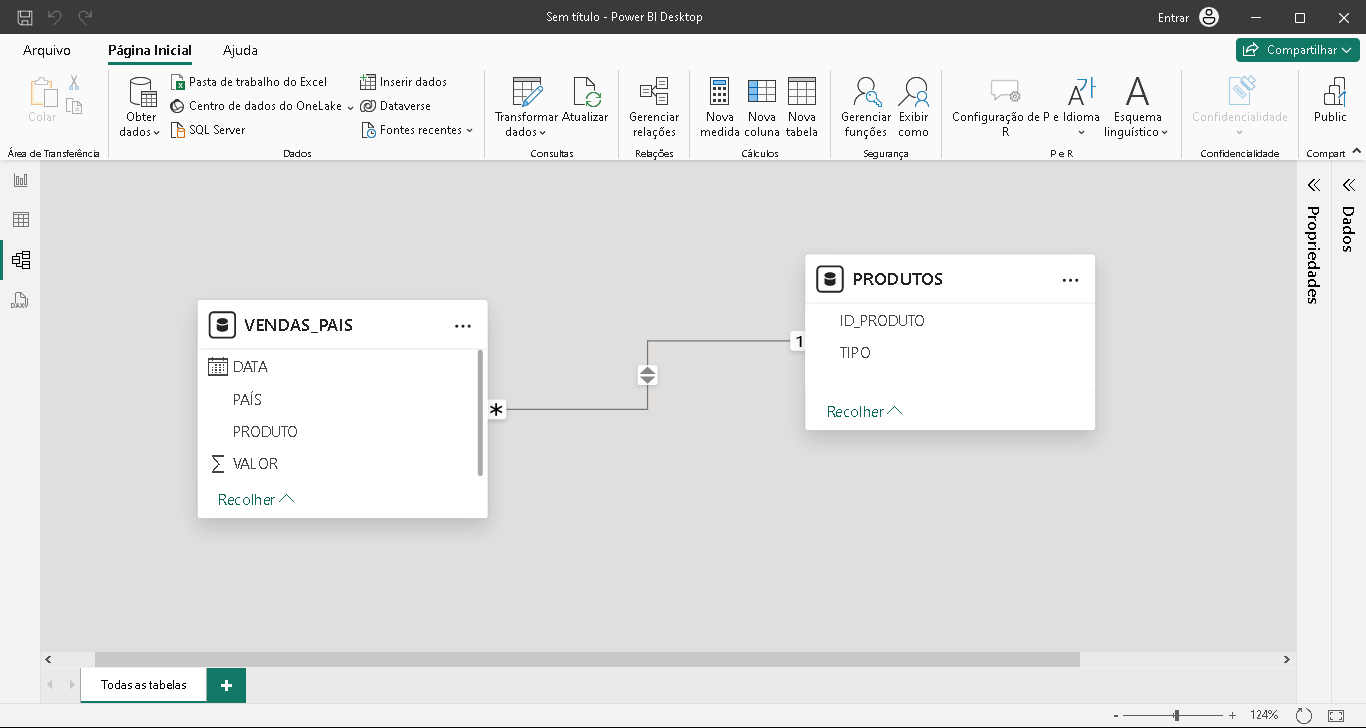 Sem título - Power BI Desktop
Entrar
Arquivo
Página Inicial
Ajuda
Compartilhar
Colar
Área de Transferência
Obter
dados
Pasta de trabalho do Excel
Centro de dados do OneLake
SQL Server
Inserir dados
Dataverse
Fontes recentes
Dados
Transformar
dados
Atualizar
Consultas
Gerenciar
relações
Relações
Nova
medida
Nova
coluna
Nova
tabela
Cálculos
Gerenciar
funções
Exibir
como
Segurança
Configuração de P e
R
Idioma
Esquema
linguístico
P e R
Confidencialidade
Confidencialidade
Public
Compart
DAX
VENDAS_PAIS
DATA
PAÍS
PRODUTO
VALOR
Recolher
*
1
PRODUTOS
ID_PRODUTO
TIPO
Recolher
Propriedades
Dados
Todas as tabelas
124%